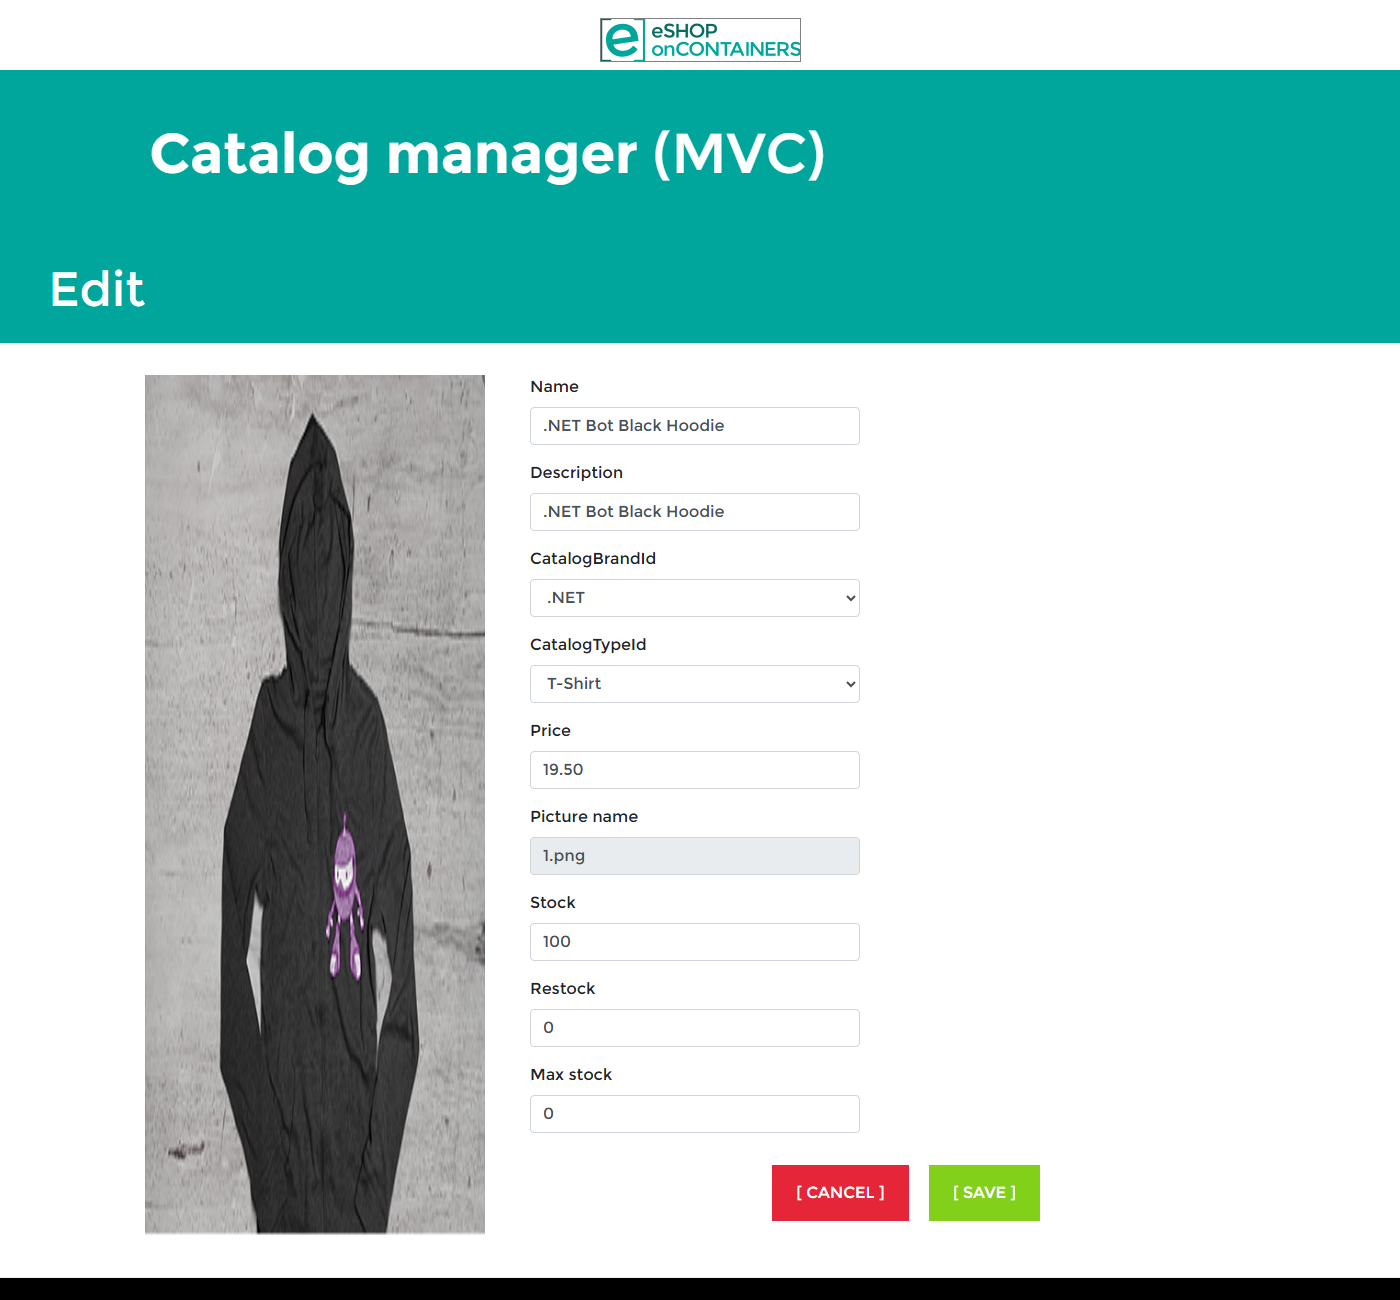 e eSHOP
onCONTAINERS
Catalog manager (MVC)
Edit
Name
.NET Bot Black Hoodie
Description
.NET Bot Black Hoodie
CatalogBrandId
.NET
CatalogTypeId
T-Shirt
Price
19.50
Picture name
1.png
Stock
100
Restock
0
Max stock
0
[ CANCEL ] [ SAVE ]